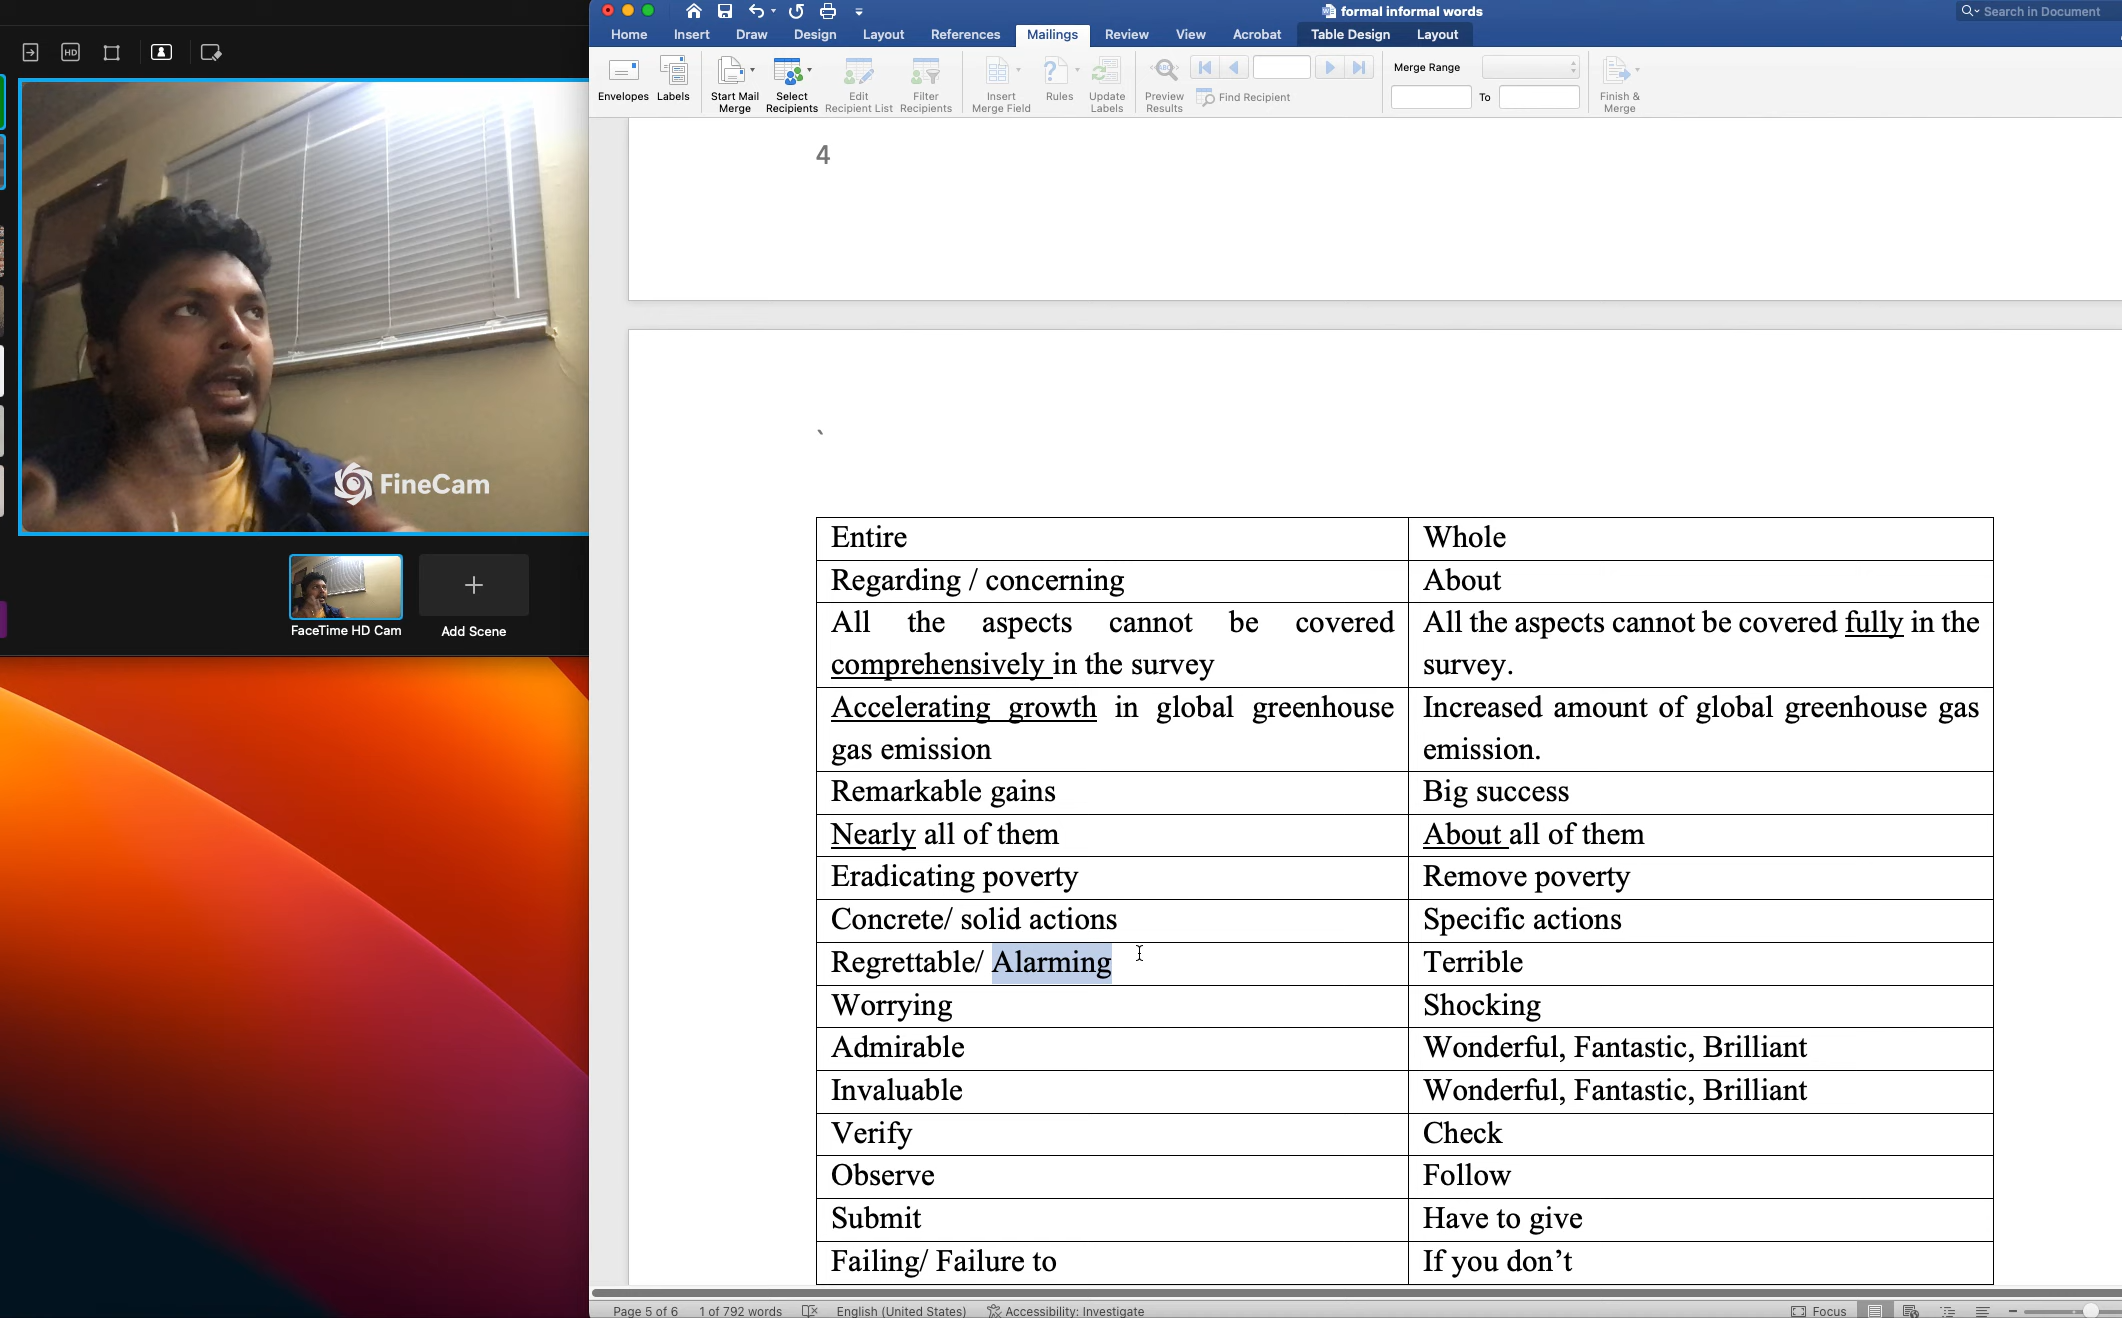 formal informal words
Search in Document
Home Insert Draw Design Layout References Mailings Review View Acrobat Table Design Layout
HD
Envelopes Labels Start Mail Merge Select Recipients Edit Recipient List Filter Recipients Insert Merge Field Rules Update Labels Preview Results Find Recipient Merge Range To Finish & Merge
4
`
FineCam
FaceTime HD Cam
Add Scene
Entire Whole
Regarding / concerning About
All the aspects cannot be covered All the aspects cannot be covered fully in the
comprehensively in the survey survey.
Accelerating growth in global greenhouse Increased amount of global greenhouse gas
gas emission emission.
Remarkable gains Big success
Nearly all of them About all of them
Eradicating poverty Remove poverty
Concrete/ solid actions Specific actions
Regrettable/ Alarming Terrible
Worrying Shocking
Admirable Wonderful, Fantastic, Brilliant
Invaluable Wonderful, Fantastic, Brilliant
Verify Check
Observe Follow
Submit Have to give
Failing/ Failure to If you don’t
Page 5 of 6 1 of 792 words English (United States) Accessibility: Investigate Focus